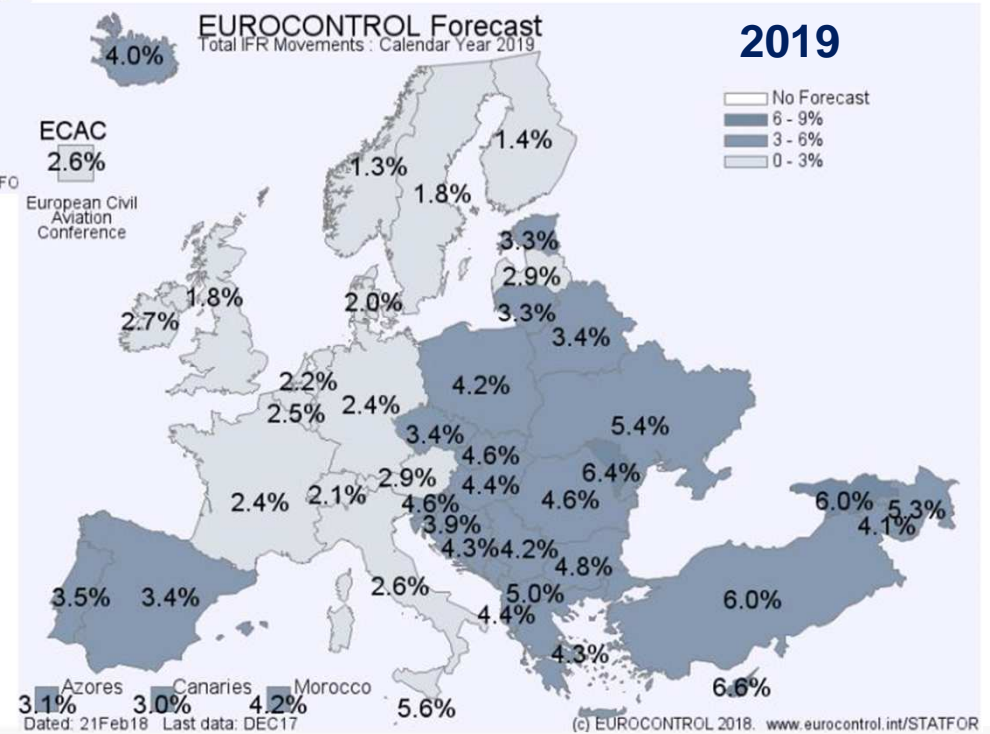 EUROCONTROL Forecast
Total IFR Movements : Calendar Year 2019
2019
No Forecast
6 - 9%
3 - 6%
0 - 3%
4.0%
ECAC
2.6%
FO
European Civil
Aviation
Conference
1.3%
1.4%
1.8%
3.3%
2.9%
3.3%
3.4%
1.8%
2.7%
2.0%
2.2%
2.5%
2.4%
4.2%
5.4%
3.4%
4.6%
6.4%
2.9%
4.4%
4.6%
2.4%
2.1%
4.6%
3.9%
4.3%
4.2%
4.8%
6.0%
5.3%
4.1%
3.5%
3.4%
2.6%
5.0%
4.4%
4.3%
6.0%
6.6%
5.6%
Azores
3.1%
Canaries
3.0%
Morocco
4.2%
Dated: 21Feb18 Last data: DEC17
(c) EUROCONTROL 2018. www.eurocontrol.int/STATFOR